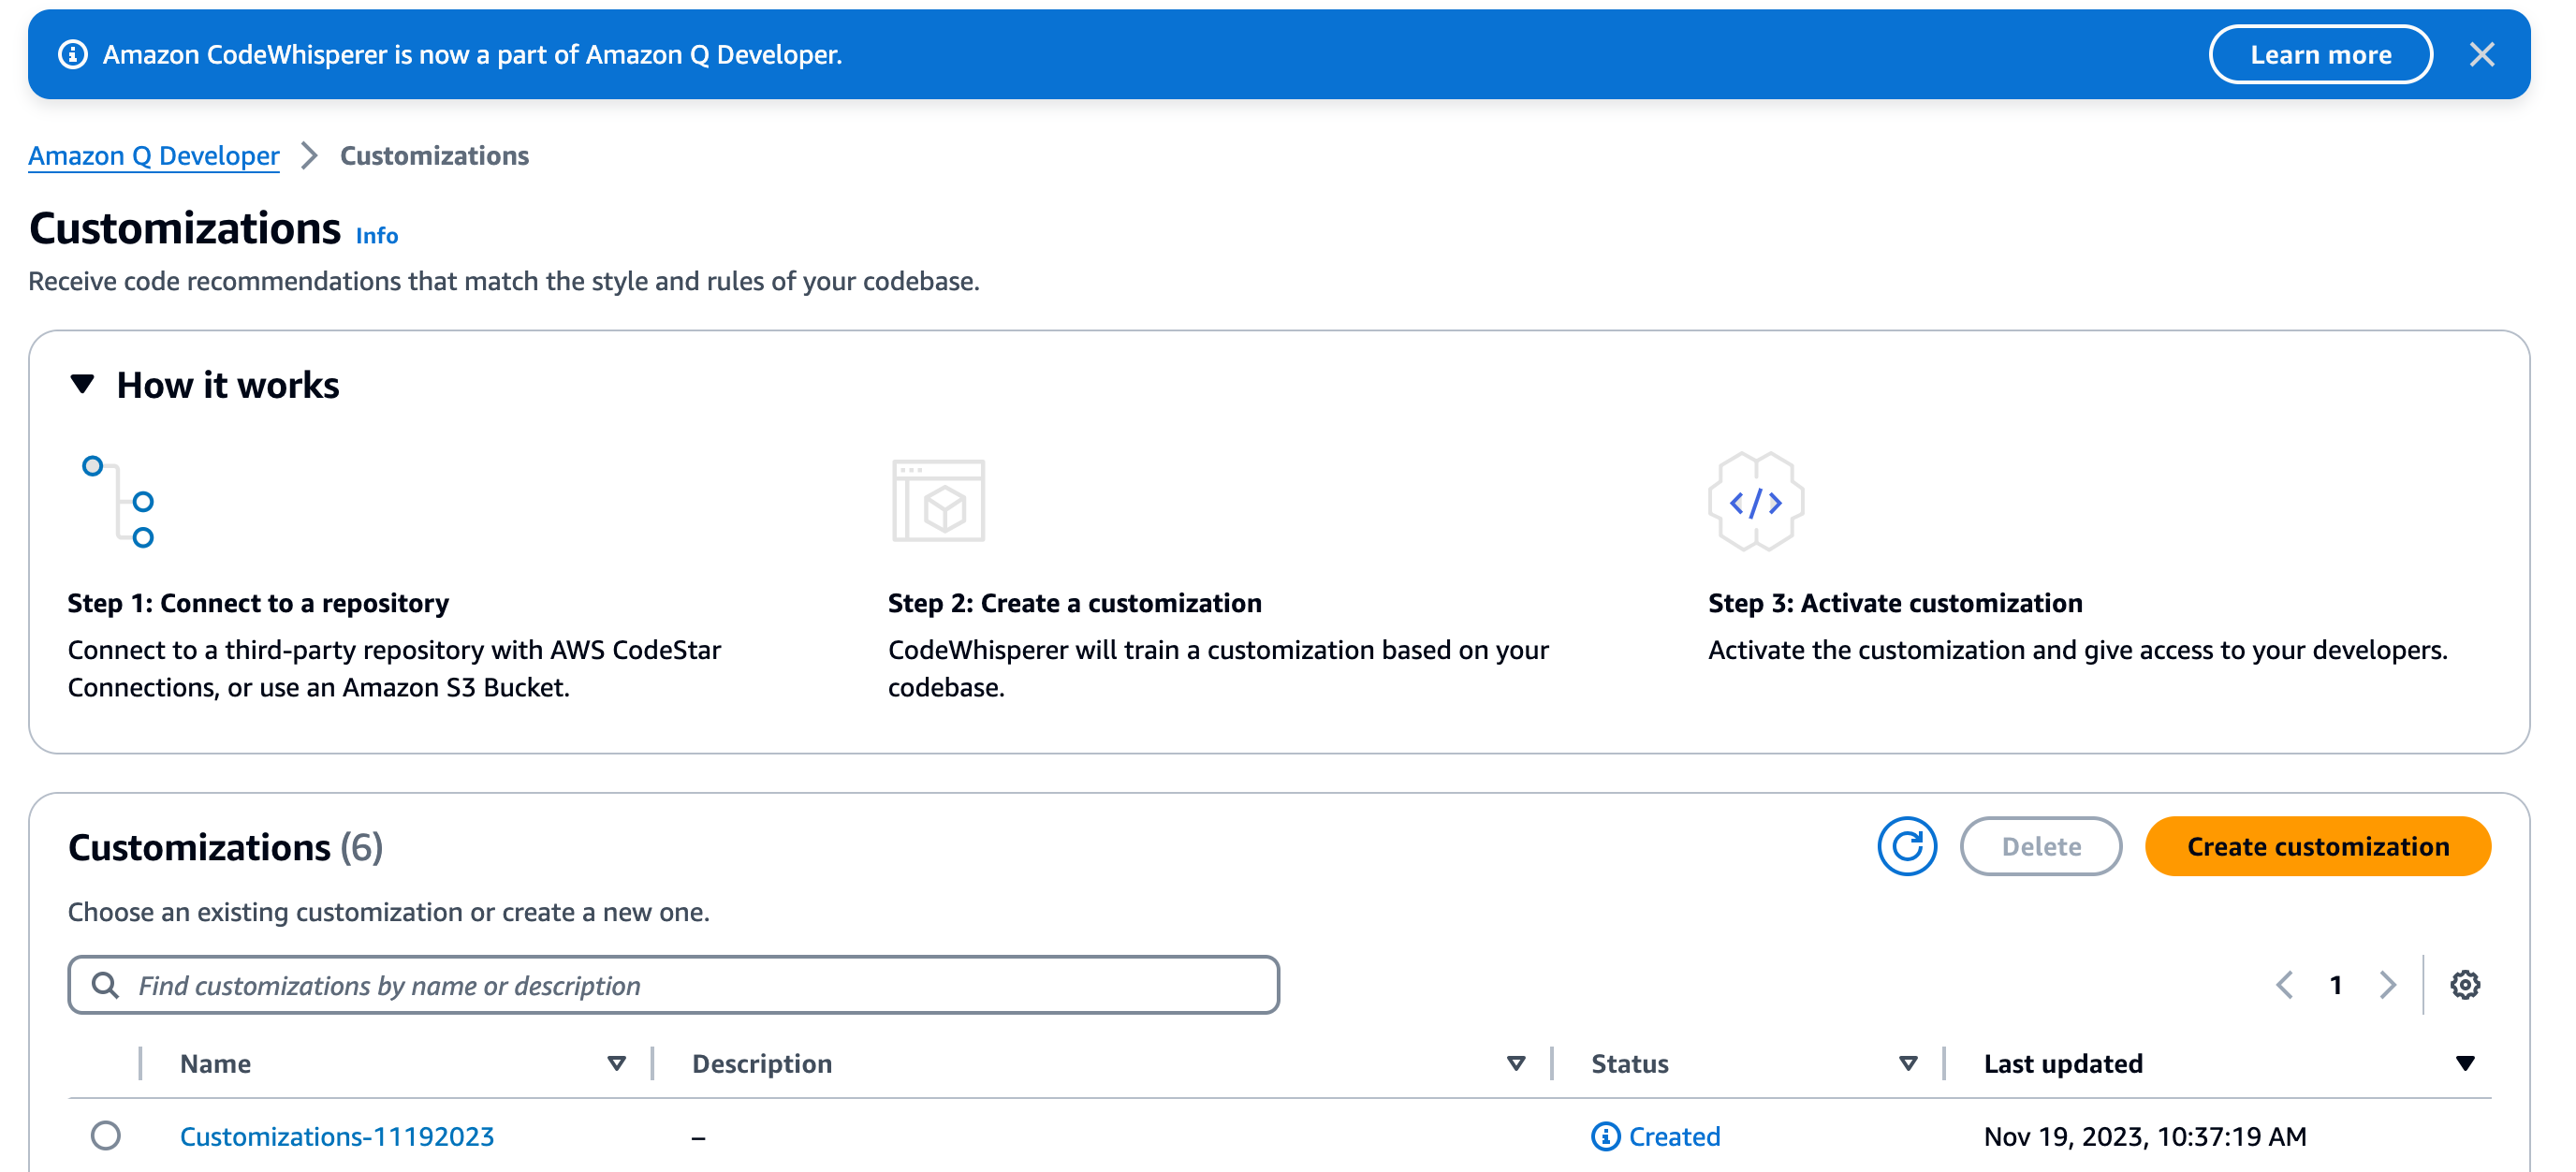 Amazon CodeWhisperer is now a part of Amazon Q Developer.
Learn more
Amazon Q Developer > Customizations
Customizations Info
Receive code recommendations that match the style and rules of your codebase.
How it works
</>
Step 1: Connect to a repository
Connect to a third-party repository with AWS CodeStar
Connections, or use an Amazon S3 Bucket.
Step 2: Create a customization
CodeWhisperer will train a customization based on your
codebase.
Step 3: Activate customization
Activate the customization and give access to your developers.
Customizations (6)
Delete
Create customization
Choose an existing customization or create a new one.
Find customizations by name or description
1
Name Description Status Last updated
Customizations-11192023 – Created Nov 19, 2023, 10:37:19 AM